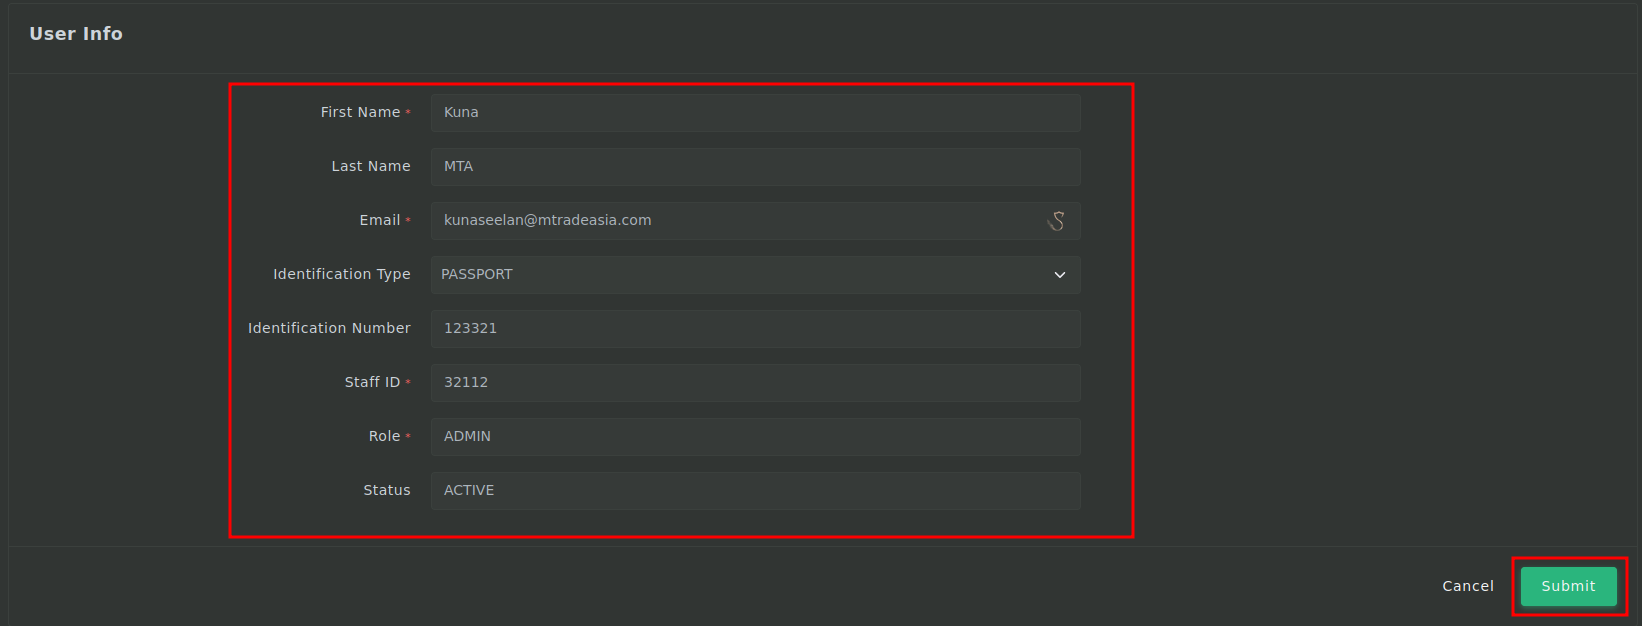 User Info
First Name * Kuna
Last Name MTA
Email * kunaseelan@mtradeasia.com
Identification Type PASSPORT
Identification Number 123321
Staff ID * 32112
Role * ADMIN
Status ACTIVE
Cancel Submit